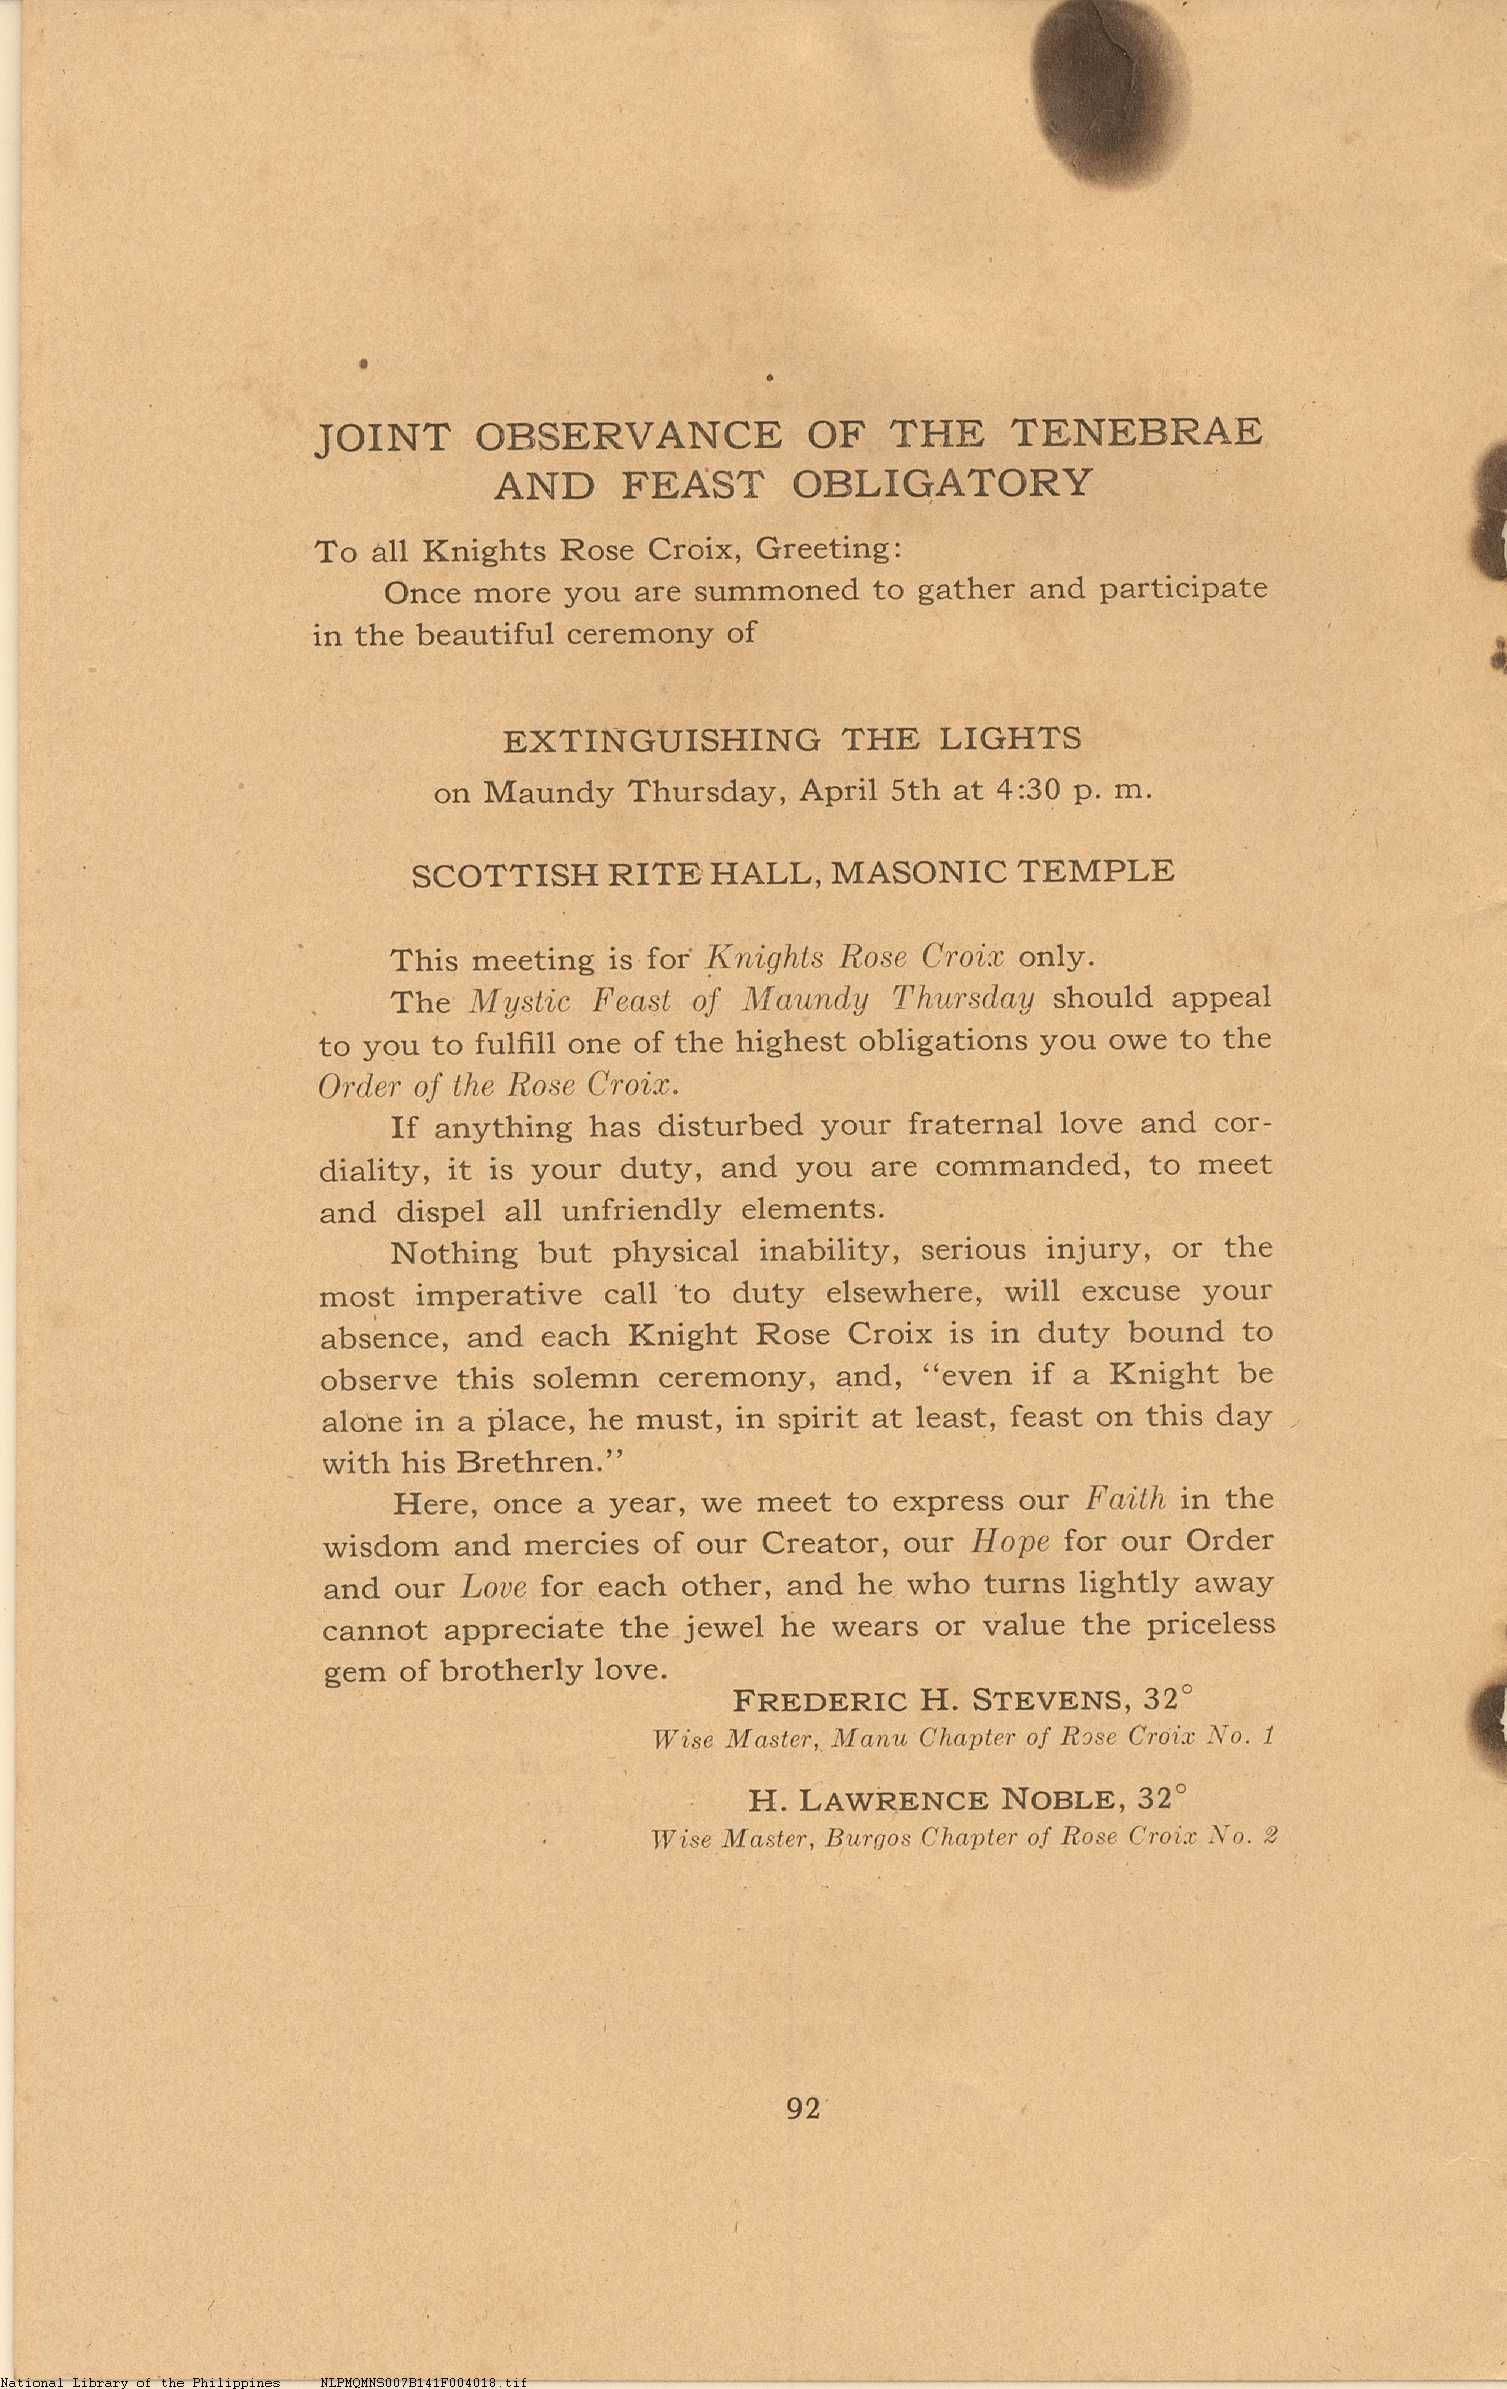 JOINT OBSERVANCE OF THE TENEBRAE
AND FEAST OBLIGATORY
To all Knights Rose Croix, Greeting:
Once more you are summoned to gather and participate
in the beautiful ceremony of
EXTINGUISHING THE LIGHTS
on Maundy Thursday, April 5th at 4:30 p. m.
SCOTTISH RITE HALL, MASONIC TEMPLE
This meeting is for Knights Rose Croix only.
The Mystic Feast of Maundy Thursday should appeal
to you to fulfill one of the highest obligations you owe to the
Order of the Rose Croix.
If anything has disturbed your fraternal love and cor-
diality, it is your duty, and you are commanded, to meet
and dispel all unfriendly elements.
Nothing but physical inability, serious injury, or the
most imperative call to duty elsewhere, will excuse your
absence, and each Knight Rose Croix is in duty bound to
observe this solemn ceremony, and, “even if a Knight be
alone in a place, he must, in spirit at least, feast on this day
with his Brethren.”
Here, once a year, we meet to express our Faith in the
wisdom and mercies of our Creator, our Hope for our Order
and our Love for each other, and he who turns lightly away
cannot appreciate the jewel he wears or value the priceless
gem of brotherly love.
FREDERIC H. STEVENS, 32°
Wise Master, Manu Chapter of Rose Croix No. 1
H. LAWRENCE NOBLE, 32°
Wise Master, Burgos Chapter of Rose Croix No. 2
92
National Library of the Philippines NLPMQMNS007B141F004018.tif